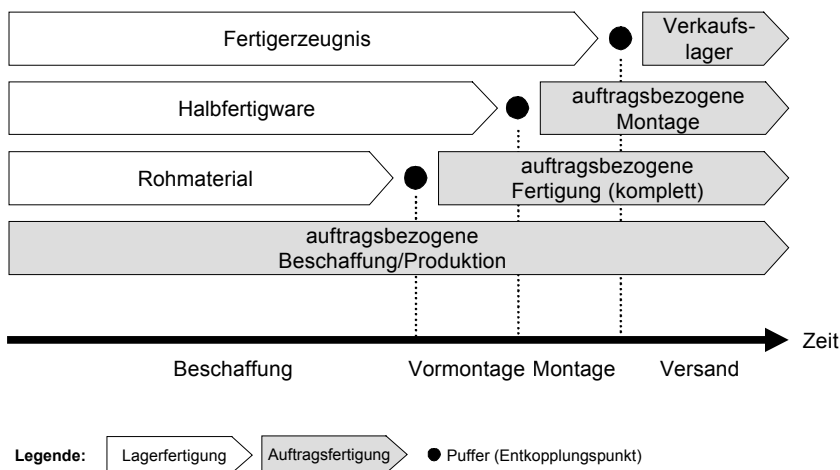 Fertigerzeugnis
Verkaufs-
lager
Halbfertigware
auftragsbezogene
Montage
Rohmaterial
auftragsbezogene
Fertigung (komplett)
auftragsbezogene
Beschaffung/Produktion
Zeit
Beschaffung
Vormontage
Montage
Versand
Legende:
Lagerfertigung
Auftragsfertigung
Puffer (Entkopplungspunkt)